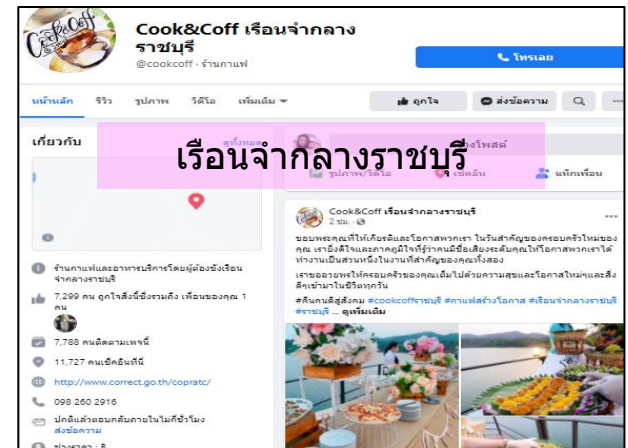 Cook&Coff
Cook&Coff เรือนจำกลาง
ราชบุรี
@cookcoff · ร้านกาแฟ
โทรเลย
หน้าหลัก รีวิว รูปภาพ วิดีโอ เพิ่มเติม
ถูกใจ ส่งข้อความ
เกี่ยวกับ ดูทั้งหมด
เรือนจำกลางราชบุรี
สร้างโพสต์
รูปภาพ/วิดีโอ เช็คอิน แท็กเพื่อน
ร้านกาแฟและอาหารบริการโดยผู้ต้องขังเรือน
จำกลางราชบุรี
7,299 คน ถูกใจสิ่งนี้ซึ่งรวมถึง เพื่อนของคุณ 1
คน
7,788 คนติดตามเพจนี้
11,727 คนเช็คอินที่นี่
http://www.correct.go.th/copratc/
098 260 2916
ปกติแล้วตอบกลับภายในไม่กี่ชั่วโมง
ส่งข้อความ
ช่วงราคา : ฿
Cook&Coff เรือนจำกลางราชบุรี
2 ชม. ·
ขอบพระคุณที่ให้เกียรติและโอกาสพวกเรา ในวันสำคัญของครอบครัวใหม่ของ
คุณ เรายิ่งดีใจและภาคภูมิใจที่รู้ว่าคนมีชื่อเสียงระดับคุณให้โอกาสพวกเราได้
ทำงานเป็นส่วนหนึ่งในงานที่สำคัญของคุณทั้งสอง
เราขออวยพรให้ครอบครัวของคุณเต็มไปด้วยความสุขและโอกาสใหม่ๆและสิ่ง
ดีๆเข้ามาในชีวิตทุกวัน
#คืนคนดีสู่สังคม #cookcoffราชบุรี #กาแฟสร้างโอกาส #เรือนจำกลางราชบุรี
#ราชบุรี ... ดูเพิ่มเติม